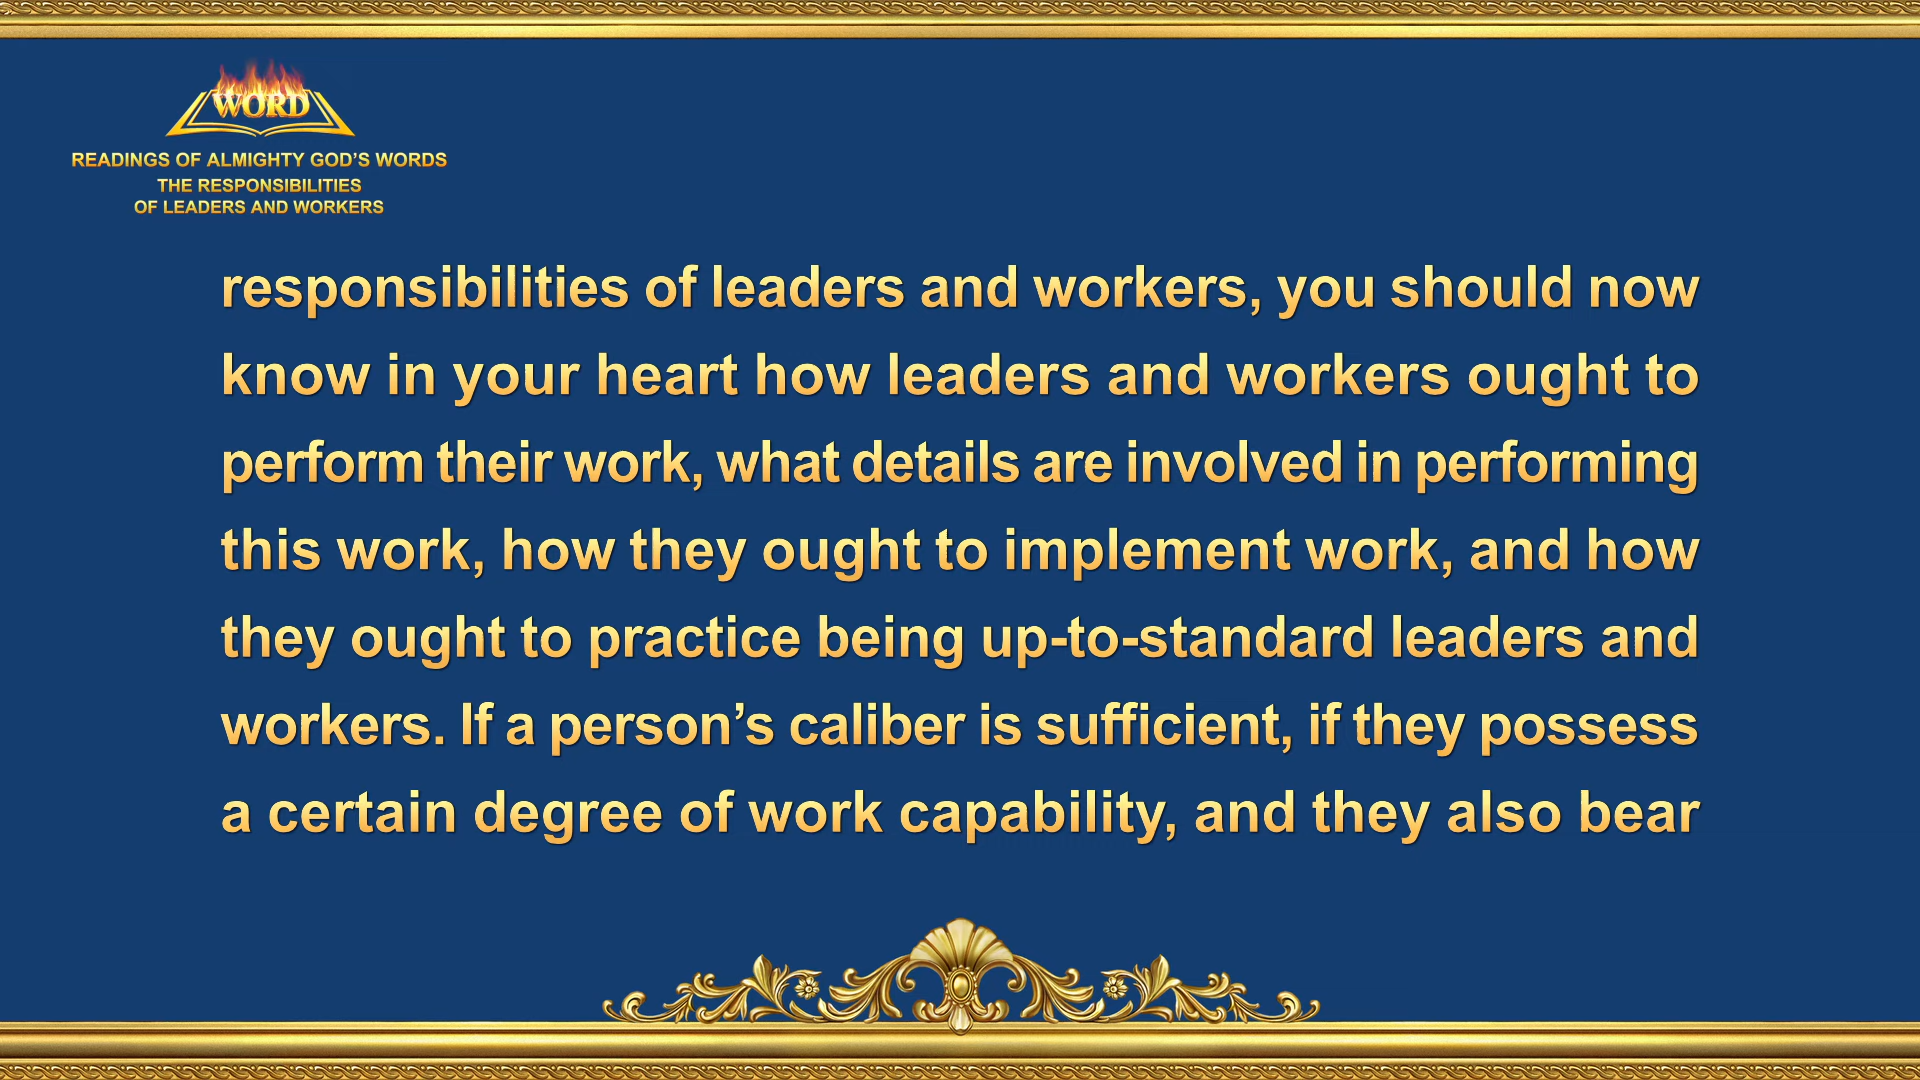 WORD
READINGS OF ALMIGHTY GOD’S WORDS
THE RESPONSIBILITIES
OF LEADERS AND WORKERS
responsibilities of leaders and workers, you should now
know in your heart how leaders and workers ought to
perform their work, what details are involved in performing
this work, how they ought to implement work, and how
they ought to practice being up-to-standard leaders and
workers. If a person’s caliber is sufficient, if they possess
a certain degree of work capability, and they also bear